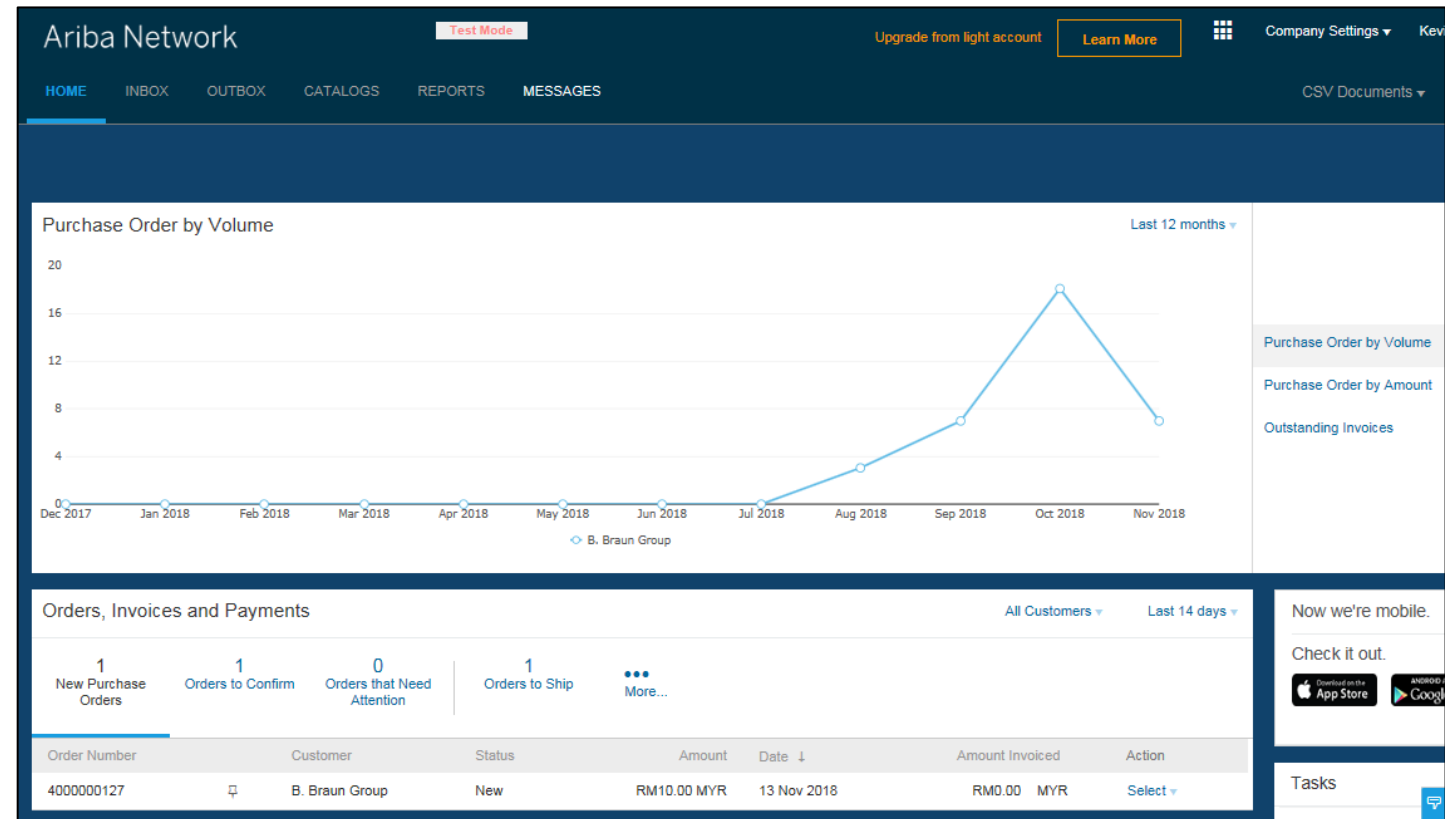 Ariba Network
Test Mode
Upgrade from light account
Learn More
Company Settings
HOME INBOX OUTBOX CATALOGS REPORTS MESSAGES
CSV Documents
Purchase Order by Volume
Last 12 months
20
16
12
8
4
0
Dec 2017 Jan 2018 Feb 2018 Mar 2018 Apr 2018 May 2018 Jun 2018 Jul 2018 Aug 2018 Sep 2018 Oct 2018 Nov 2018
B. Braun Group
Purchase Order by Volume
Purchase Order by Amount
Outstanding Invoices
Orders, Invoices and Payments
All Customers
Last 14 days
1
New Purchase
Orders
1
Orders to Confirm
0
Orders that Need
Attention
1
Orders to Ship
More...
Order Number Customer Status Amount Date ↓ Amount Invoiced Action
4000000127 B. Braun Group New RM10.00 MYR 13 Nov 2018 RM0.00 MYR Select
Now we're mobile.
Check it out.
Download on the
App Store
ANDROID
Tasks